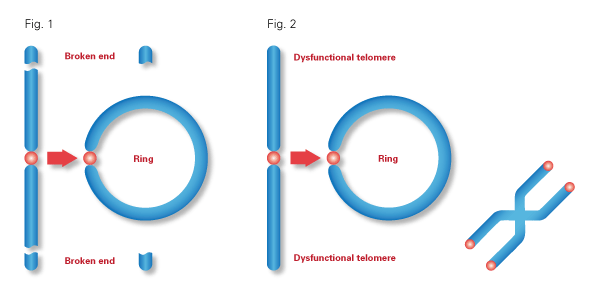 Fig. 1
Broken end
Ring
Broken end
Fig. 2
Dysfunctional telomere
Ring
Dysfunctional telomere